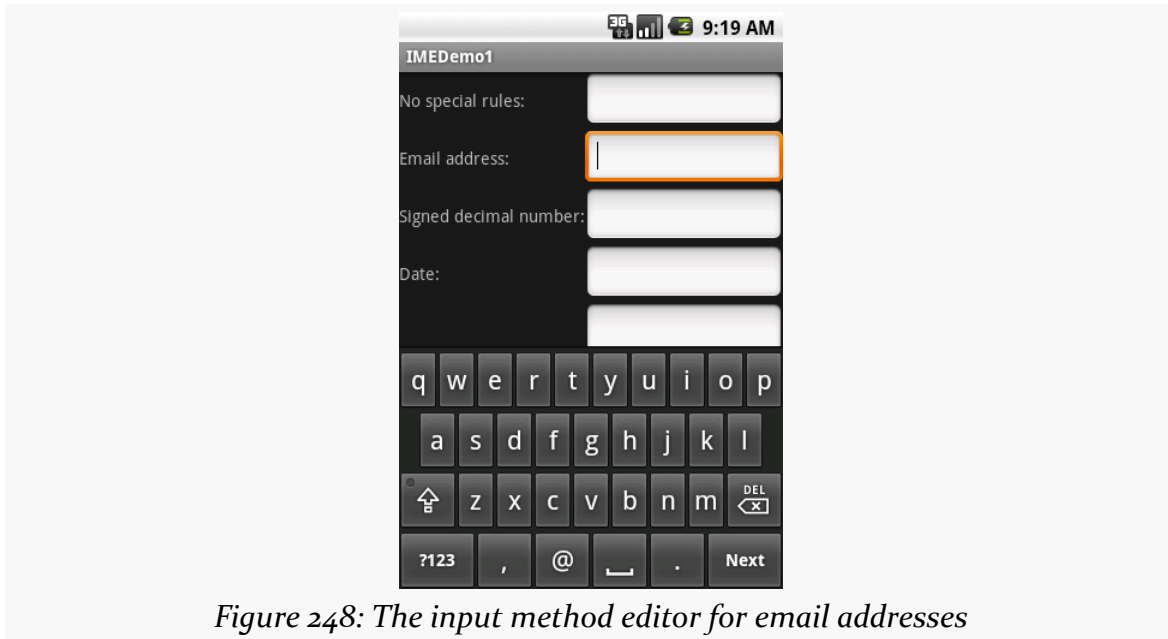 3G 9:19 AM
IMEDemo1
No special rules:
Email address:
Signed decimal number:
Date:
q w e r t y u i o p
a s d f g h j k l
z x c v b n m DEL
?123 , @ . Next
Figure 248: The input method editor for email addresses